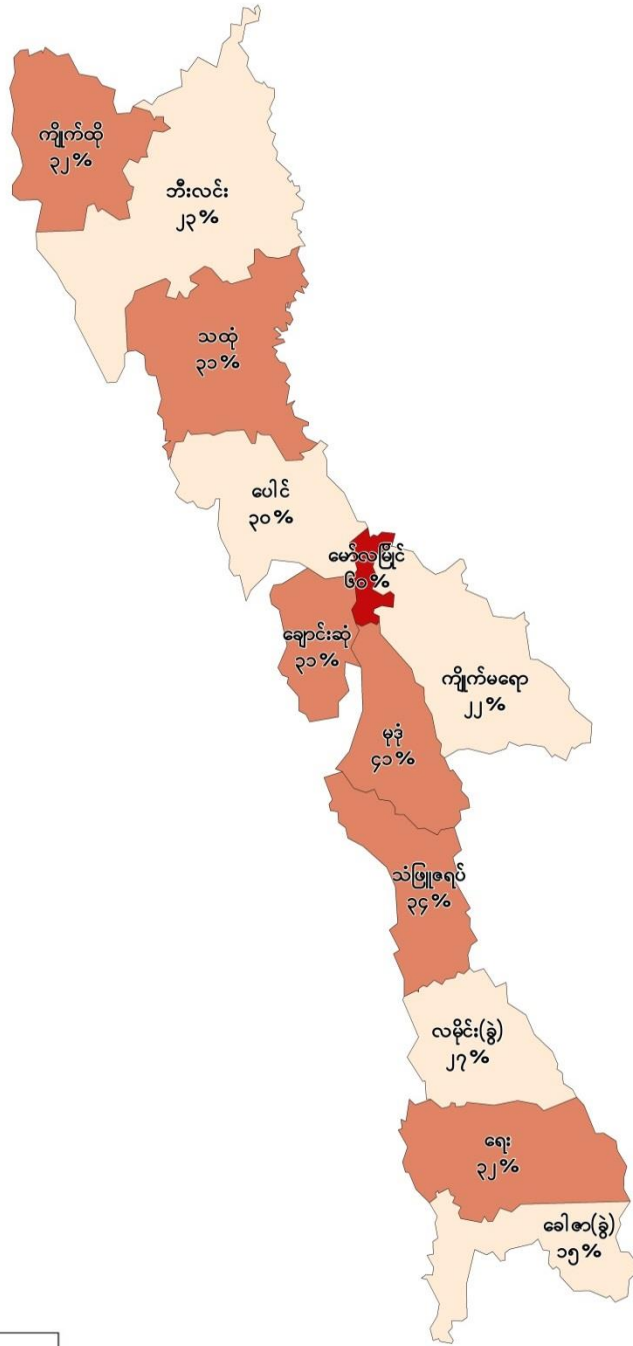 ကျိုက်ထို
၃၂%
ဘီးလင်း
၂၃%
သထုံ
၃၁%
ပေါင်
၃၀%
မော်လမြိုင်
၆၀%
ချောင်းဆုံ
၃၁%
ကျိုက်မရော
၂၂%
မုဒုံ
၄၁%
သံဖြူဇရပ်
၃၄%
လမိုင်း(ခွဲ)
၂၇%
ရေး
၃၂%
ခေါဇာ(ခွဲ)
၁၅%